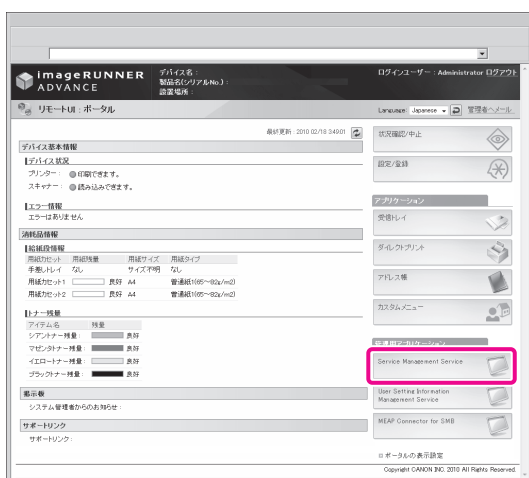 imageRUNNER
ADVANCE
デバイス名 :
製品名(シリアルNo.) :
設置場所 :
ログインユーザー : Administrator ログアウト
リモートUI : ポータル
Language: Japanese
管理者へメール
最終更新 : 2010 02/18 3:49:01
デバイス基本情報
デバイス状況
プリンター : 印刷できます。
スキャナー : 読み込みできます。
エラー情報
エラーはありません
消耗品情報
給紙段情報
用紙カセット 用紙残量 用紙サイズ 用紙タイプ
手差しトレイ なし サイズ不明 なし
用紙カセット1 良好 A4 普通紙1(65～82g/m2)
用紙カセット2 良好 A4 普通紙1(65～82g/m2)
トナー残量
アイテム名 残量
シアントナー残量 : 良好
マゼンタトナー残量 : 良好
イエロートナー残量 : 良好
ブラックトナー残量 : 良好
掲示板
システム管理者からのお知らせ :
サポートリンク
サポートリンク :
状況確認/中止
設定/登録
アプリケーション
受信トレイ
ダイレクトプリント
アドレス帳
カスタムメニュー
管理用アプリケーション
Service Management Service
User Setting Information
Management Service
MEAP Connector for SMB
ポータルの表示設定
Copyright CANON INC. 2010 All Rights Reserved.